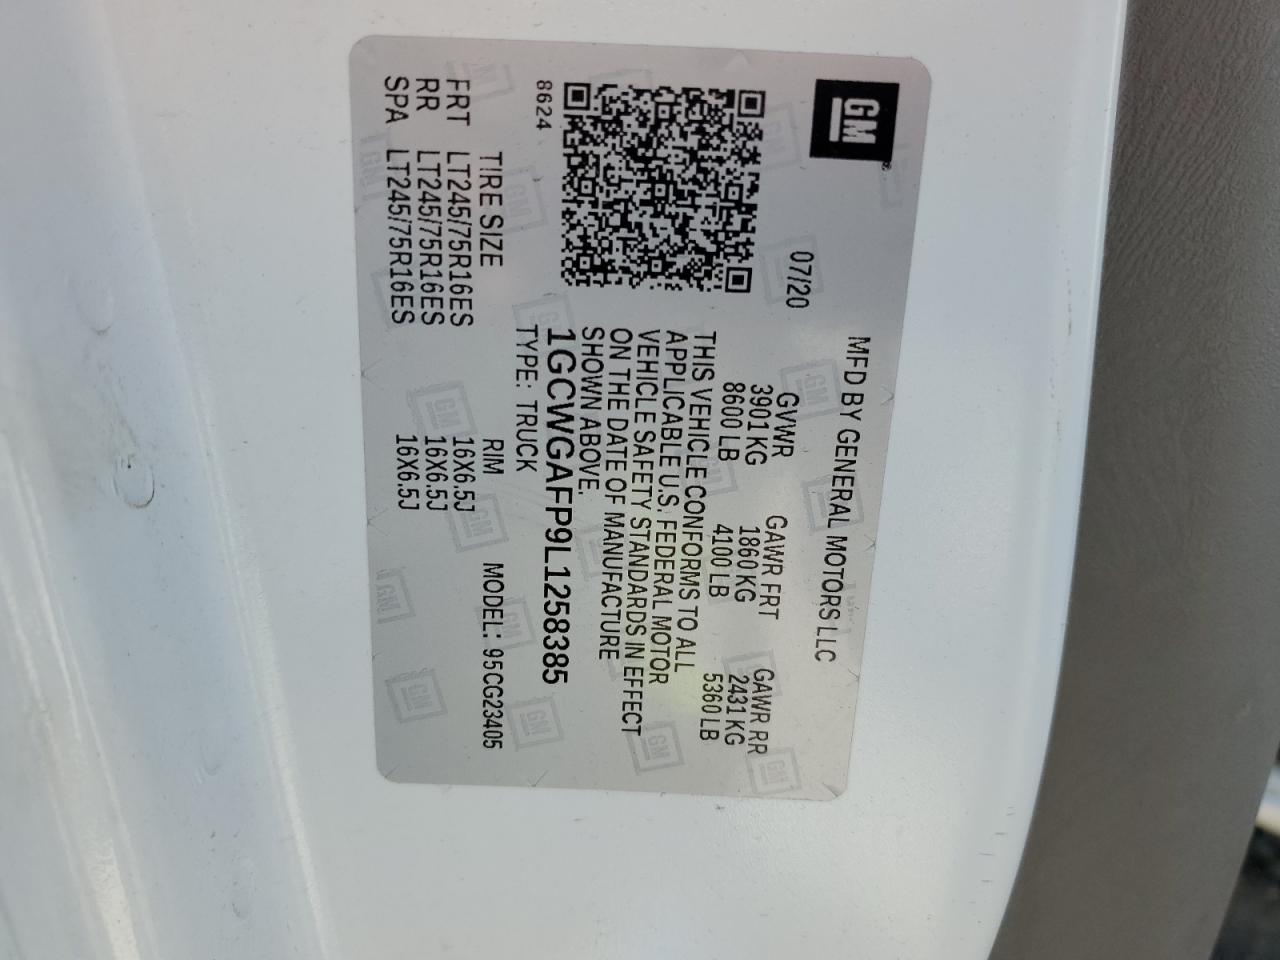 GM
MFD BY GENERAL MOTORS LLC
07/20
GVWR GAWR FRT GAWR RR
3901 KG 1860 KG 2431 KG
8600 LB 4100 LB 5360 LB
THIS VEHICLE CONFORMS TO ALL
APPLICABLE U.S. FEDERAL MOTOR
VEHICLE SAFETY STANDARDS IN EFFECT
ON THE DATE OF MANUFACTURE
SHOWN ABOVE.
1GCWGAFP9L1258385
8624
TYPE: TRUCK
TIRE SIZE RIM MODEL: 95CG23405
FRT LT245/75R16ES 16X6.5J
RR LT245/75R16ES 16X6.5J
SPA LT245/75R16ES 16X6.5J